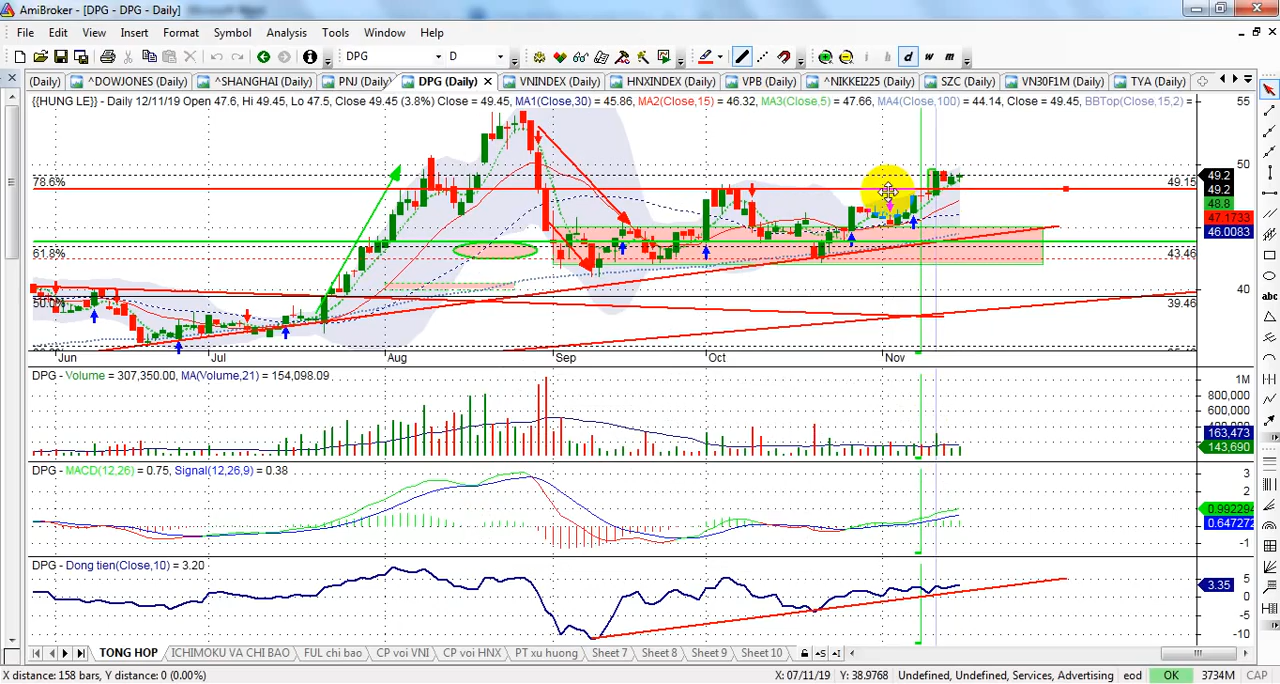 AmiBroker - [DPG - DPG - Daily]
File Edit View Insert Format Symbol Analysis Tools Window Help
DPG D d w m
(Daily) ^DOWJONES (Daily) ^SHANGHAI (Daily) PNJ (Daily) DPG (Daily) VNINDEX (Daily) HNXINDEX (Daily) VPB (Daily) ^NIKKEI225 (Daily) SZC (Daily) VN30F1M (Daily) TYA (Daily)
{{HUNG LE}} - Daily 12/11/19 Open 47.6, Hi 49.45, Lo 47.5, Close 49.45 (3.8%) Close = 49.45, MA1(Close,30) = 45.86, MA2(Close,15) = 46.32, MA3(Close,5) = 47.66, MA4(Close,100) = 44.14, Close = 49.45, BBTop(Close,15,2) =
55
50
49.2
78.6% 49.15
49.2
48.8
47.1733
46.0083
61.8% 43.46
40
50.0% 39.46
Jun Jul Aug Sep Oct Nov
DPG - Volume = 307,350.00, MA(Volume,21) = 154,098.09
1M
800,000
600,000
163,473
143,690
DPG - MACD(12,26) = 0.75, Signal(12,26,9) = 0.38
3
2
0.992294
0.647272
-1
DPG - Dong tien(Close,10) = 3.20
5
3.35
0
-5
-10
TONG HOP ICHIMOKU VA CHI BAO FUL chi bao CP voi VNI CP voi HNX PT xu huong Sheet 7 Sheet 8 Sheet 9 Sheet 10
X distance: 158 bars, Y distance: 0 (0.00%) X: 07/11/19 Y: 38.9768 Undefined, Undefined, Services, Advertising eod OK 3734M CAP